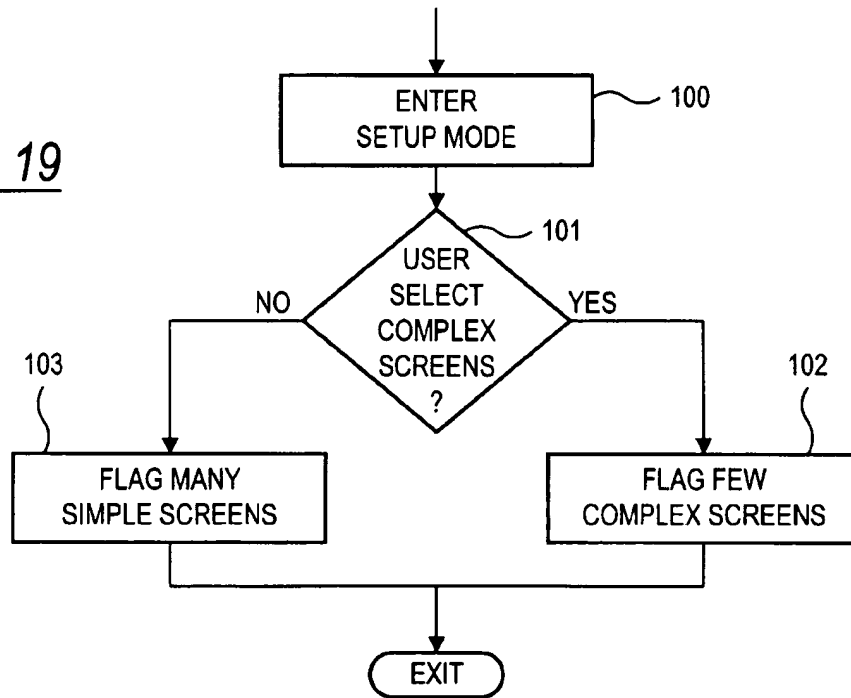 ENTER
SETUP MODE
100
19
101
USER
SELECT
COMPLEX
SCREENS
?
NO
YES
103
102
FLAG MANY
SIMPLE SCREENS
FLAG FEW
COMPLEX SCREENS
EXIT